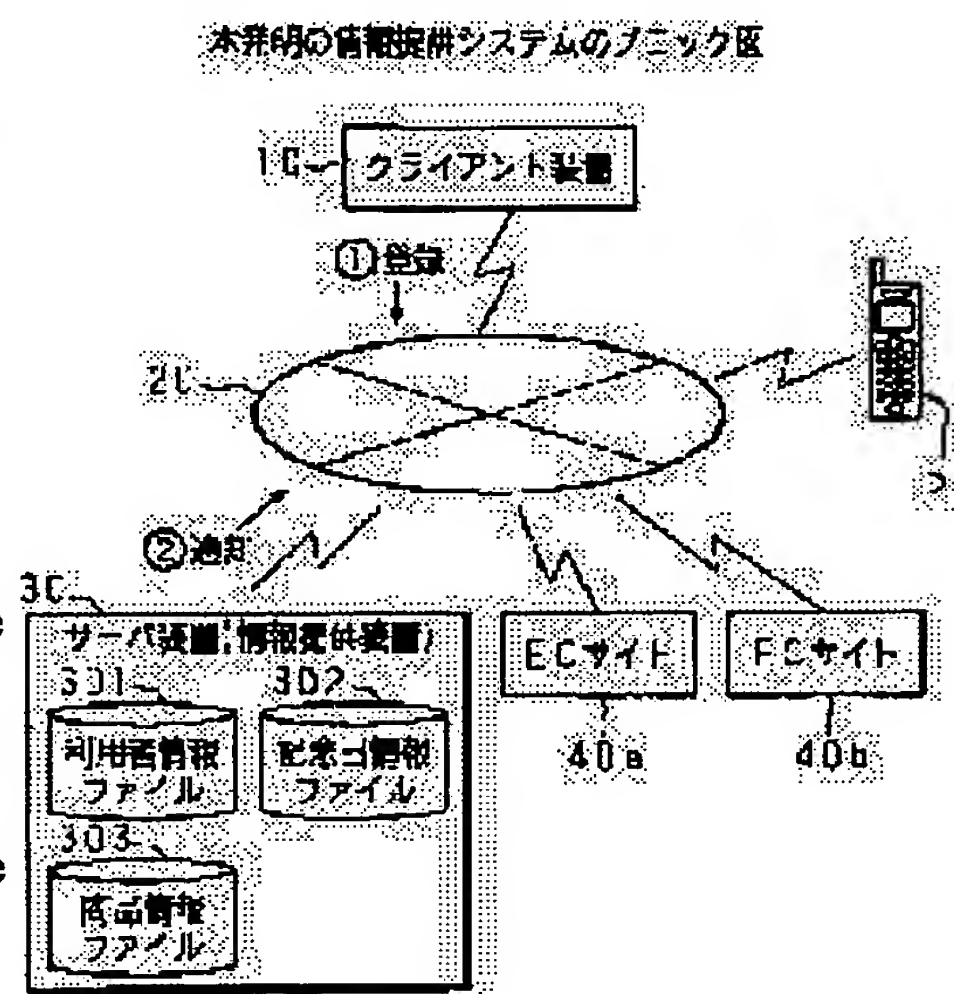 本発明の情報提供システムのブロック図
10
クライアント装置
①登録
20
②通知
30
サーバ装置(情報提供装置)
301
利用者情報
ファイル
302
記念日情報
ファイル
303
商品情報
ファイル
ECサイト
40a
ECサイト
40b